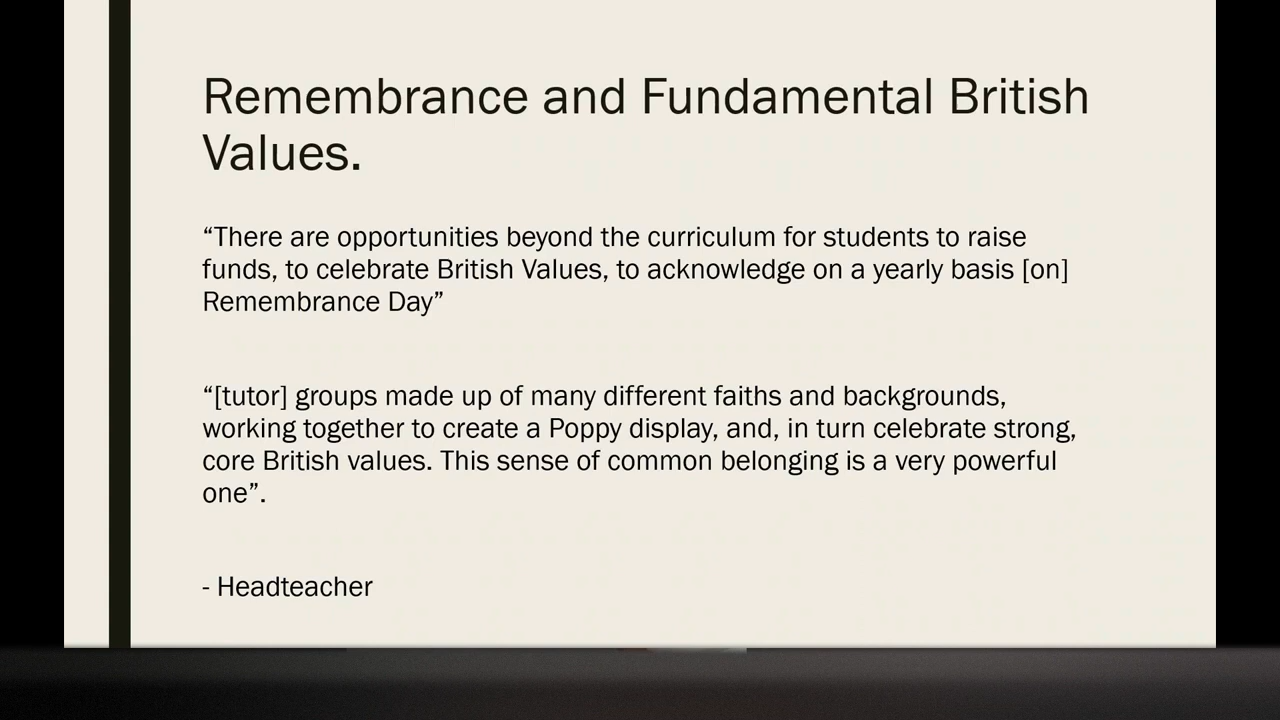 Remembrance and Fundamental British
Values.
“There are opportunities beyond the curriculum for students to raise
funds, to celebrate British Values, to acknowledge on a yearly basis [on]
Remembrance Day”
“[tutor] groups made up of many different faiths and backgrounds,
working together to create a Poppy display, and, in turn celebrate strong,
core British values. This sense of common belonging is a very powerful
one”.
- Headteacher